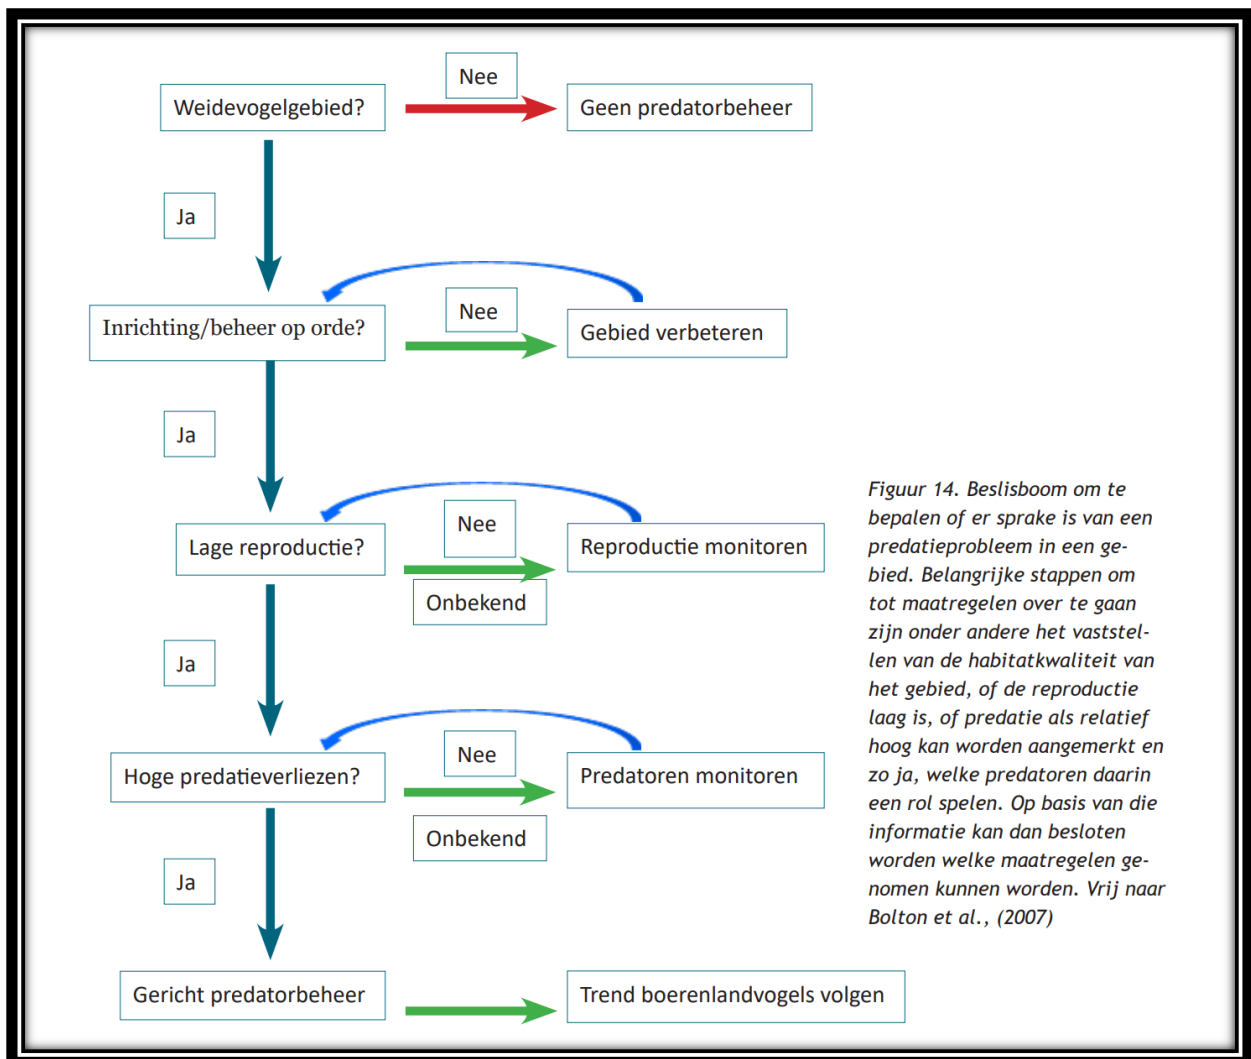 Nee
Weidevogelgebied?
Geen predatorbeheer
Ja
Nee
Inrichting/beheer op orde?
Gebied verbeteren
Ja
Nee
Lage reproductie?
Reproductie monitoren
Onbekend
Ja
Nee
Hoge predatieverliezen?
Predatoren monitoren
Onbekend
Ja
Gericht predatorbeheer
Trend boerenlandvogels volgen
Figuur 14. Beslisboom om te
bepalen of er sprake is van een
predatieprobleem in een ge-
bied. Belangrijke stappen om
tot maatregelen over te gaan
zijn onder andere het vaststel-
len van de habitatkwaliteit van
het gebied, of de reproductie
laag is, of predatie als relatief
hoog kan worden aangemerkt en
zo ja, welke predatoren daarin
een rol spelen. Op basis van die
informatie kan dan besloten
worden welke maatregelen ge-
nomen kunnen worden. Vrij naar
Bolton et al., (2007)